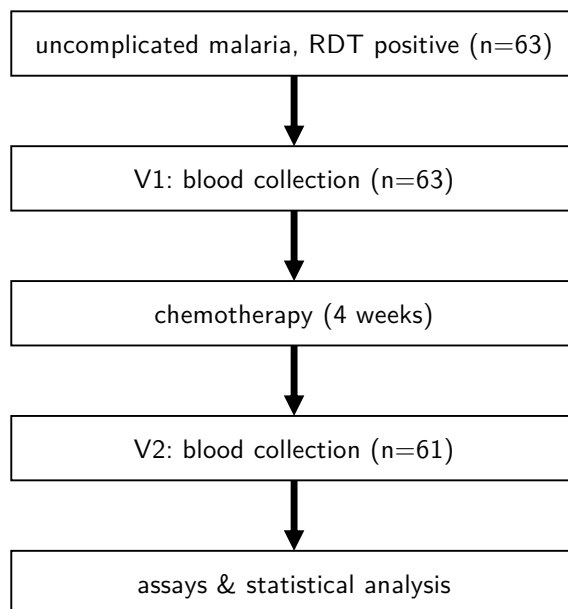 uncomplicated malaria, RDT positive (n=63)
V1: blood collection (n=63)
chemotherapy (4 weeks)
V2: blood collection (n=61)
assays & statistical analysis